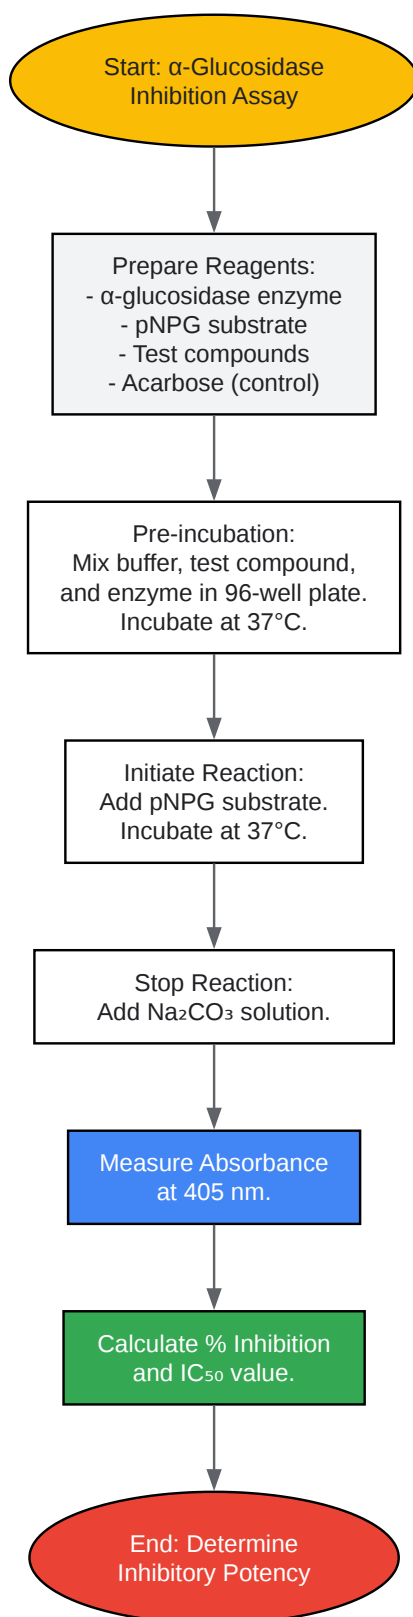 Start: α-Glucosidase
Inhibition Assay
Prepare Reagents:
- α-glucosidase enzyme
- pNPG substrate
- Test compounds
- Acarbose (control)
Pre-incubation:
Mix buffer, test compound,
and enzyme in 96-well plate.
Incubate at 37°C.
Initiate Reaction:
Add pNPG substrate.
Incubate at 37°C.
Stop Reaction:
Add Na₂CO₃ solution.
Measure Absorbance
at 405 nm.
Calculate % Inhibition
and IC₅₀ value.
End: Determine
Inhibitory Potency